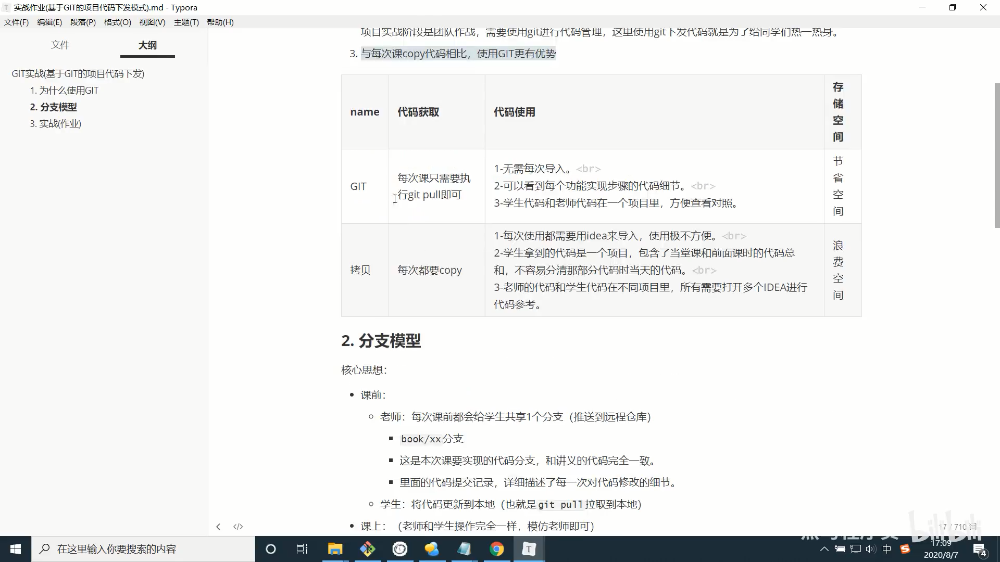 实战作业(基于GIT的项目代码下发模式).md - Typora
文件(F) 编辑(E) 段落(P) 格式(O) 视图(V) 主题(T) 帮助(H)
文件 大纲
GIT实战(基于GIT的项目代码下发)
1. 为什么使用GIT
2. 分支模型
3. 实战(作业)
项目实战阶段是团队作战，需要使用git进行代码管理，这里使用git下发代码就是为了给同学们热一热身。
3. 与每次课copy代码相比，使用GIT更有优势
name 代码获取 代码使用 存储空间
GIT
每次课只需要执
行git pull即可
1-无需每次导入。<br>
2-可以看到每个功能实现步骤的代码细节。<br>
3-学生代码和老师代码在一个项目里，方便查看对照。
节省空间
拷贝
每次都要copy
1-每次使用都需要用idea来导入，使用极不方便。<br>
2-学生拿到的代码是一个项目，包含了当堂课和前面课时的代码总
和，不容易分清那部分代码时当天的代码。<br>
3-老师的代码和学生代码在不同项目里，所有需要打开多个IDEA进行
代码参考。
浪费空间
2. 分支模型
核心思想：
课前：
老师：每次课前都会给学生共享1个分支（推送到远程仓库）
book/xx分支
这是本次课要实现的代码分支，和讲义的代码完全一致。
里面的代码提交记录，详细描述了每一次对代码修改的细节。
学生：将代码更新到本地（也就是git pull拉取到本地）
课上：（老师和学生操作完全一样，模仿老师即可）
17 / 710 词
bilibili
在这里输入你要搜索的内容
中
17:09
2020/8/7
4